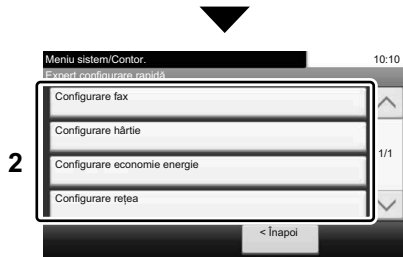 Meniu sistem/Contor. 10:10
Expert configurare rapidă
Configurare fax
Configurare hârtie
1/1
2
Configurare economie energie
Configurare rețea
< Înapoi